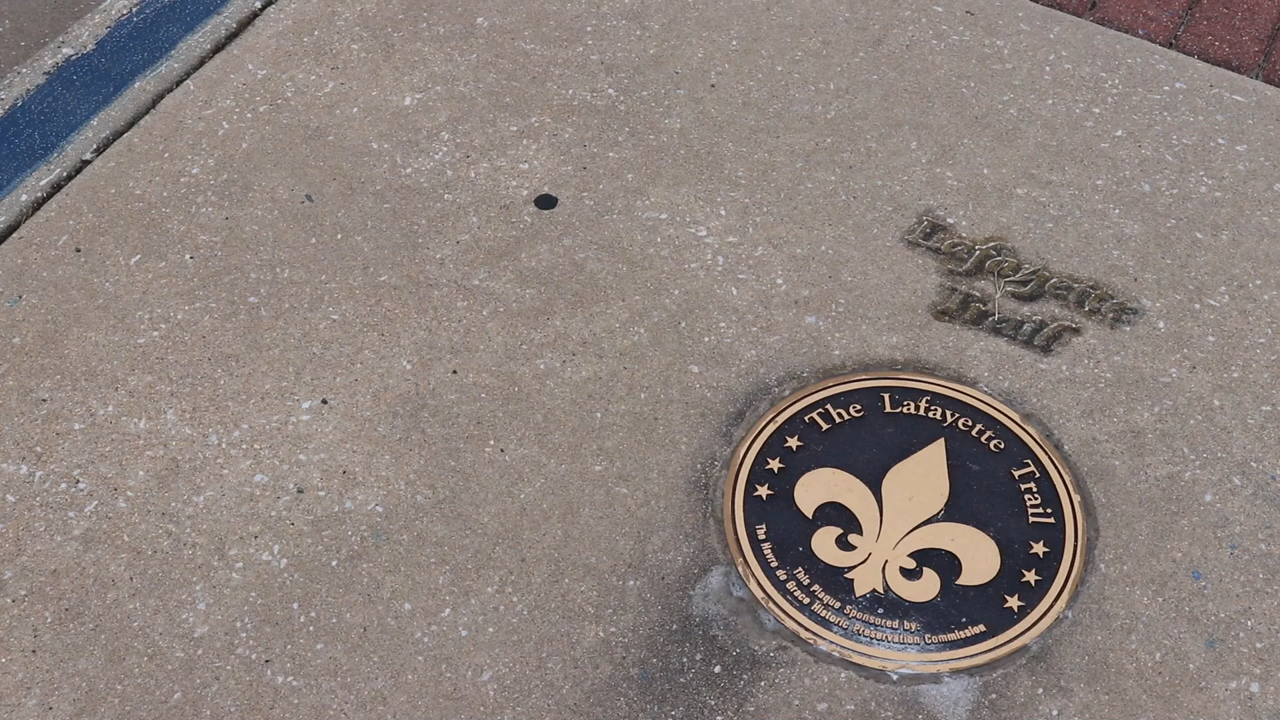 Lafayette
Trail
The Lafayette Trail
This Plaque Sponsored by:
The Havre de Grace Historic Preservation Commission